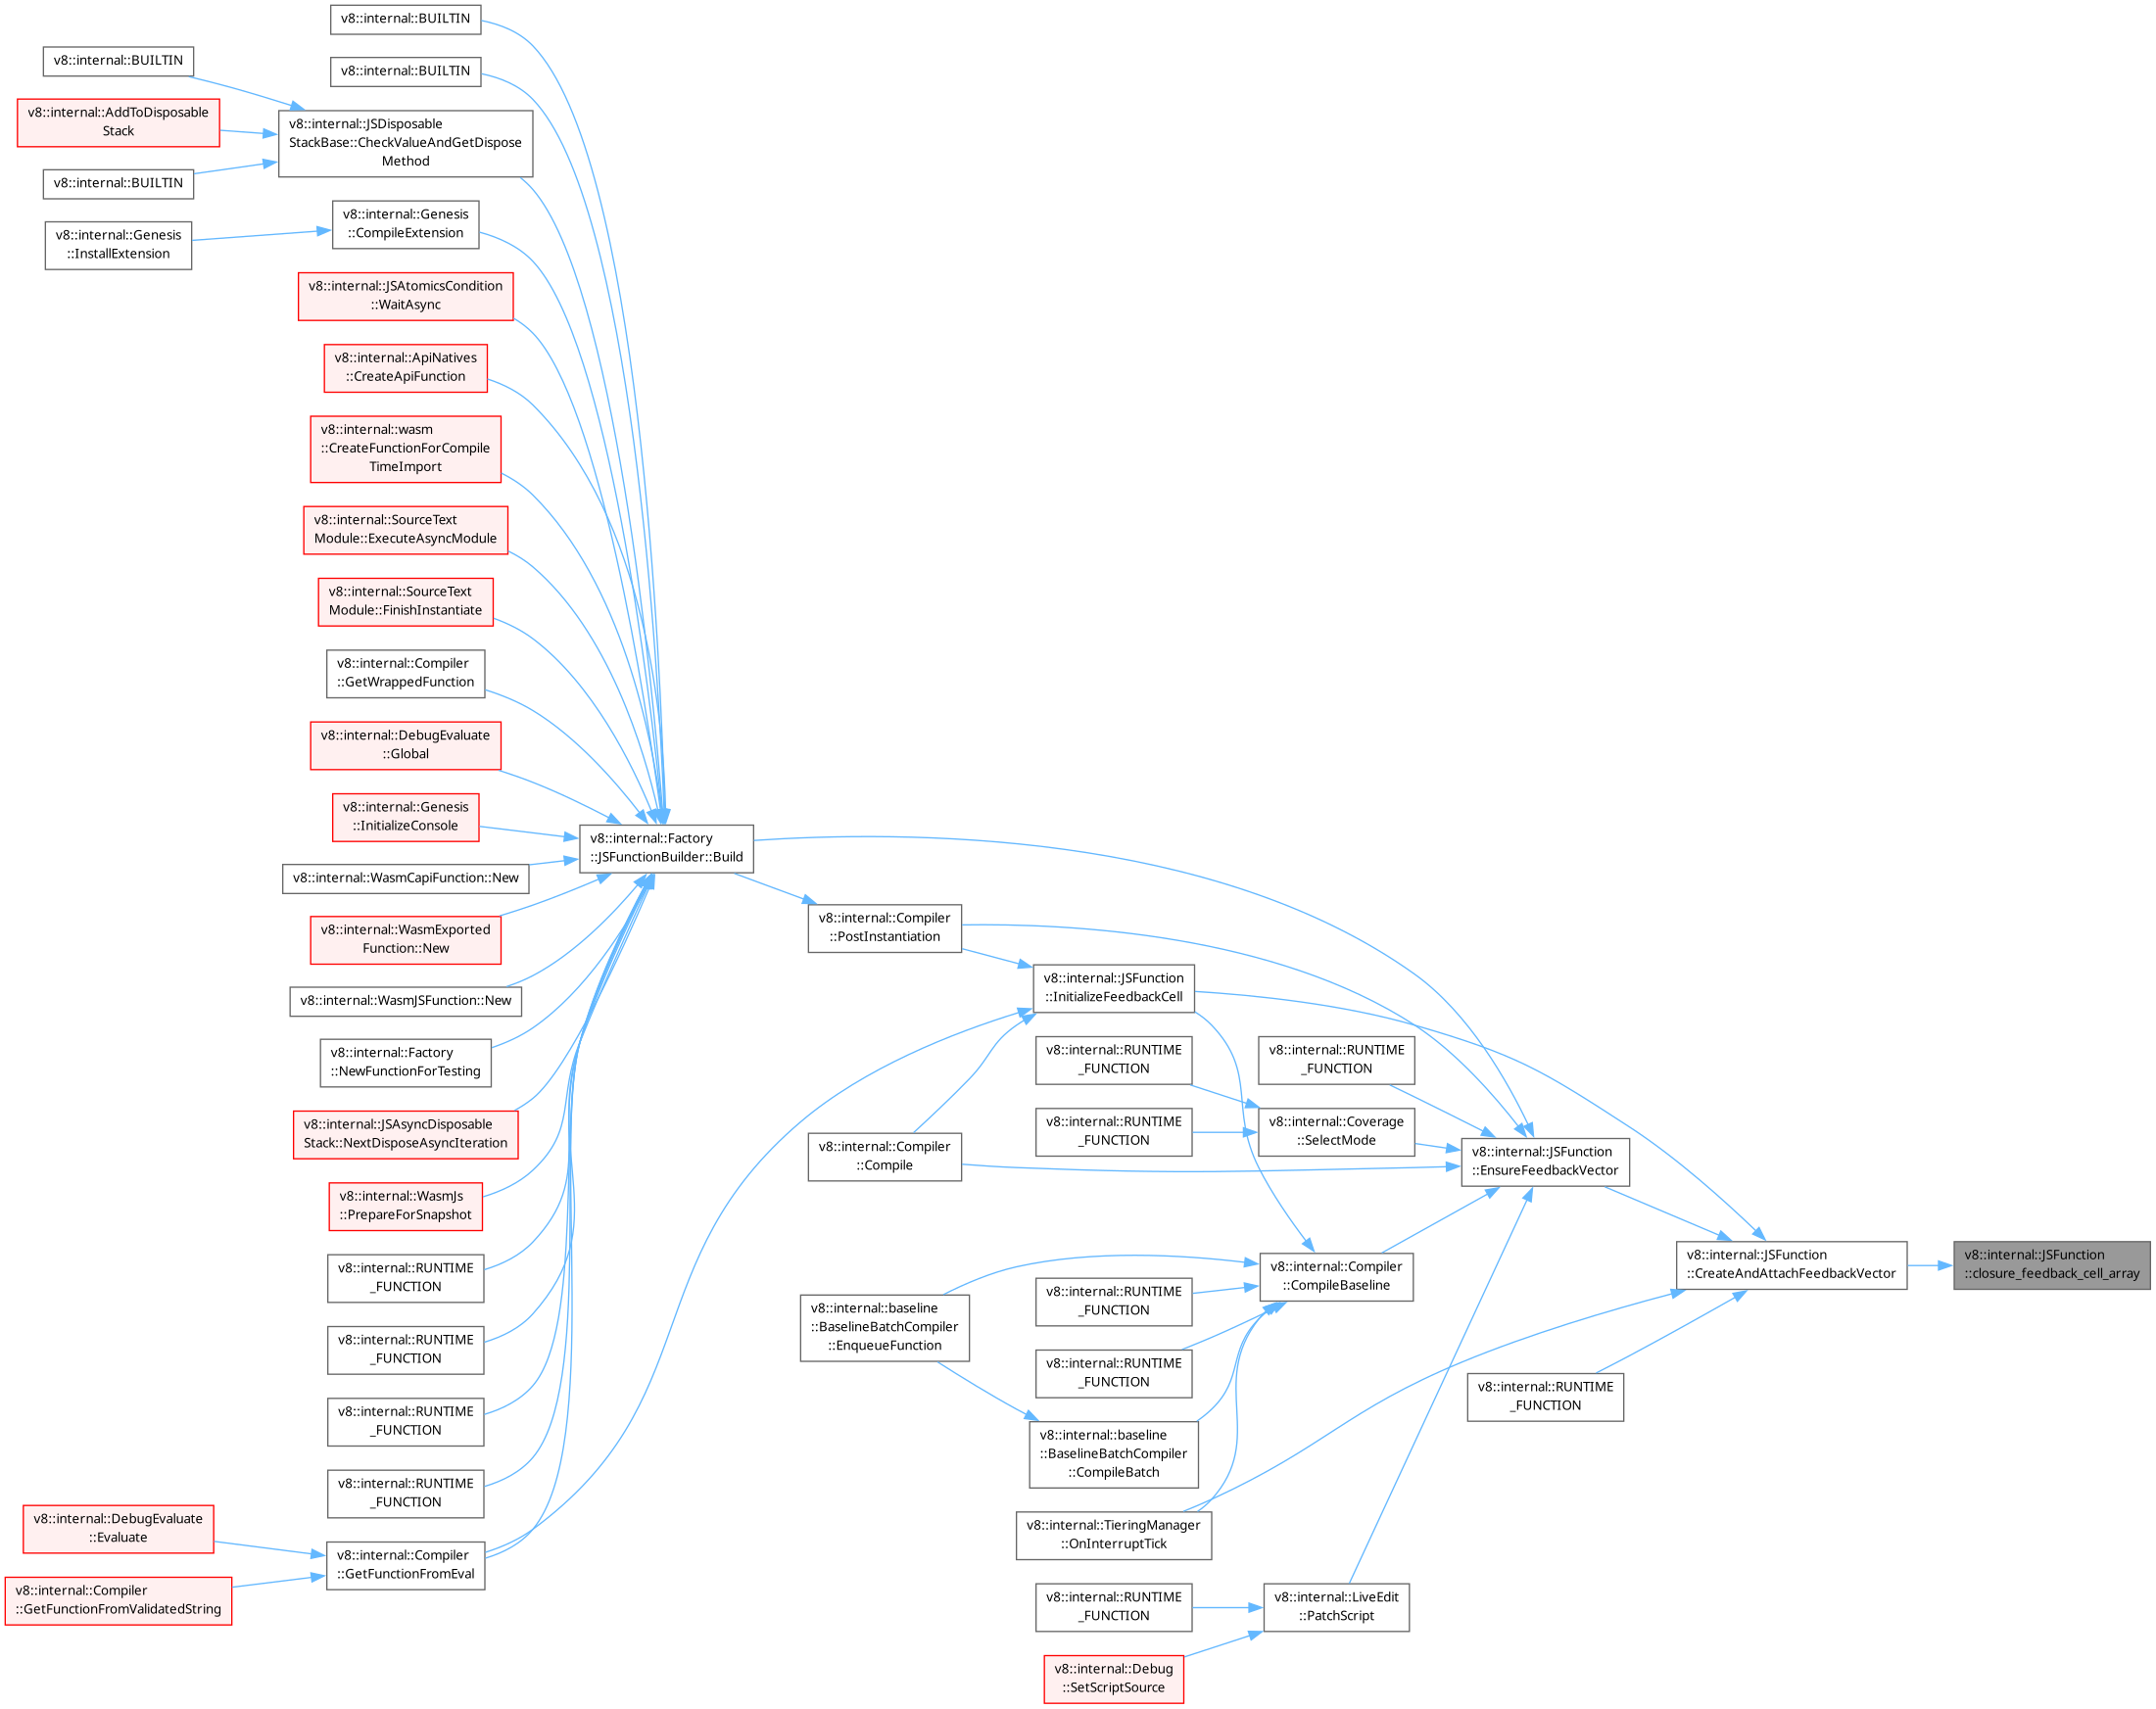 v8::internal::BUILTIN
v8::internal::BUILTIN
v8::internal::BUILTIN
v8::internal::AddToDisposable
Stack
v8::internal::JSDisposable
StackBase::CheckValueAndGetDispose
Method
v8::internal::BUILTIN
v8::internal::Genesis
::CompileExtension
v8::internal::Genesis
::InstallExtension
v8::internal::JSAtomicsCondition
::WaitAsync
v8::internal::ApiNatives
::CreateApiFunction
v8::internal::wasm
::CreateFunctionForCompile
TimeImport
v8::internal::SourceText
Module::ExecuteAsyncModule
v8::internal::SourceText
Module::FinishInstantiate
v8::internal::Compiler
::GetWrappedFunction
v8::internal::DebugEvaluate
::Global
v8::internal::Genesis
::InitializeConsole
v8::internal::Factory
::JSFunctionBuilder::Build
v8::internal::WasmCapiFunction::New
v8::internal::WasmExported
Function::New
v8::internal::Compiler
::PostInstantiation
v8::internal::WasmJSFunction::New
v8::internal::JSFunction
::InitializeFeedbackCell
v8::internal::Factory
::NewFunctionForTesting
v8::internal::RUNTIME
_FUNCTION
v8::internal::RUNTIME
_FUNCTION
v8::internal::JSAsyncDisposable
Stack::NextDisposeAsyncIteration
v8::internal::RUNTIME
_FUNCTION
v8::internal::Coverage
::SelectMode
v8::internal::Compiler
::Compile
v8::internal::JSFunction
::EnsureFeedbackVector
v8::internal::WasmJs
::PrepareForSnapshot
v8::internal::JSFunction
::CreateAndAttachFeedbackVector
v8::internal::JSFunction
::closure_feedback_cell_array
v8::internal::RUNTIME
_FUNCTION
v8::internal::Compiler
::CompileBaseline
v8::internal::RUNTIME
_FUNCTION
v8::internal::baseline
::BaselineBatchCompiler
::EnqueueFunction
v8::internal::RUNTIME
_FUNCTION
v8::internal::RUNTIME
_FUNCTION
v8::internal::RUNTIME
_FUNCTION
v8::internal::RUNTIME
_FUNCTION
v8::internal::baseline
::BaselineBatchCompiler
::CompileBatch
v8::internal::RUNTIME
_FUNCTION
v8::internal::DebugEvaluate
::Evaluate
v8::internal::TieringManager
::OnInterruptTick
v8::internal::Compiler
::GetFunctionFromEval
v8::internal::Compiler
::GetFunctionFromValidatedString
v8::internal::RUNTIME
_FUNCTION
v8::internal::LiveEdit
::PatchScript
v8::internal::Debug
::SetScriptSource